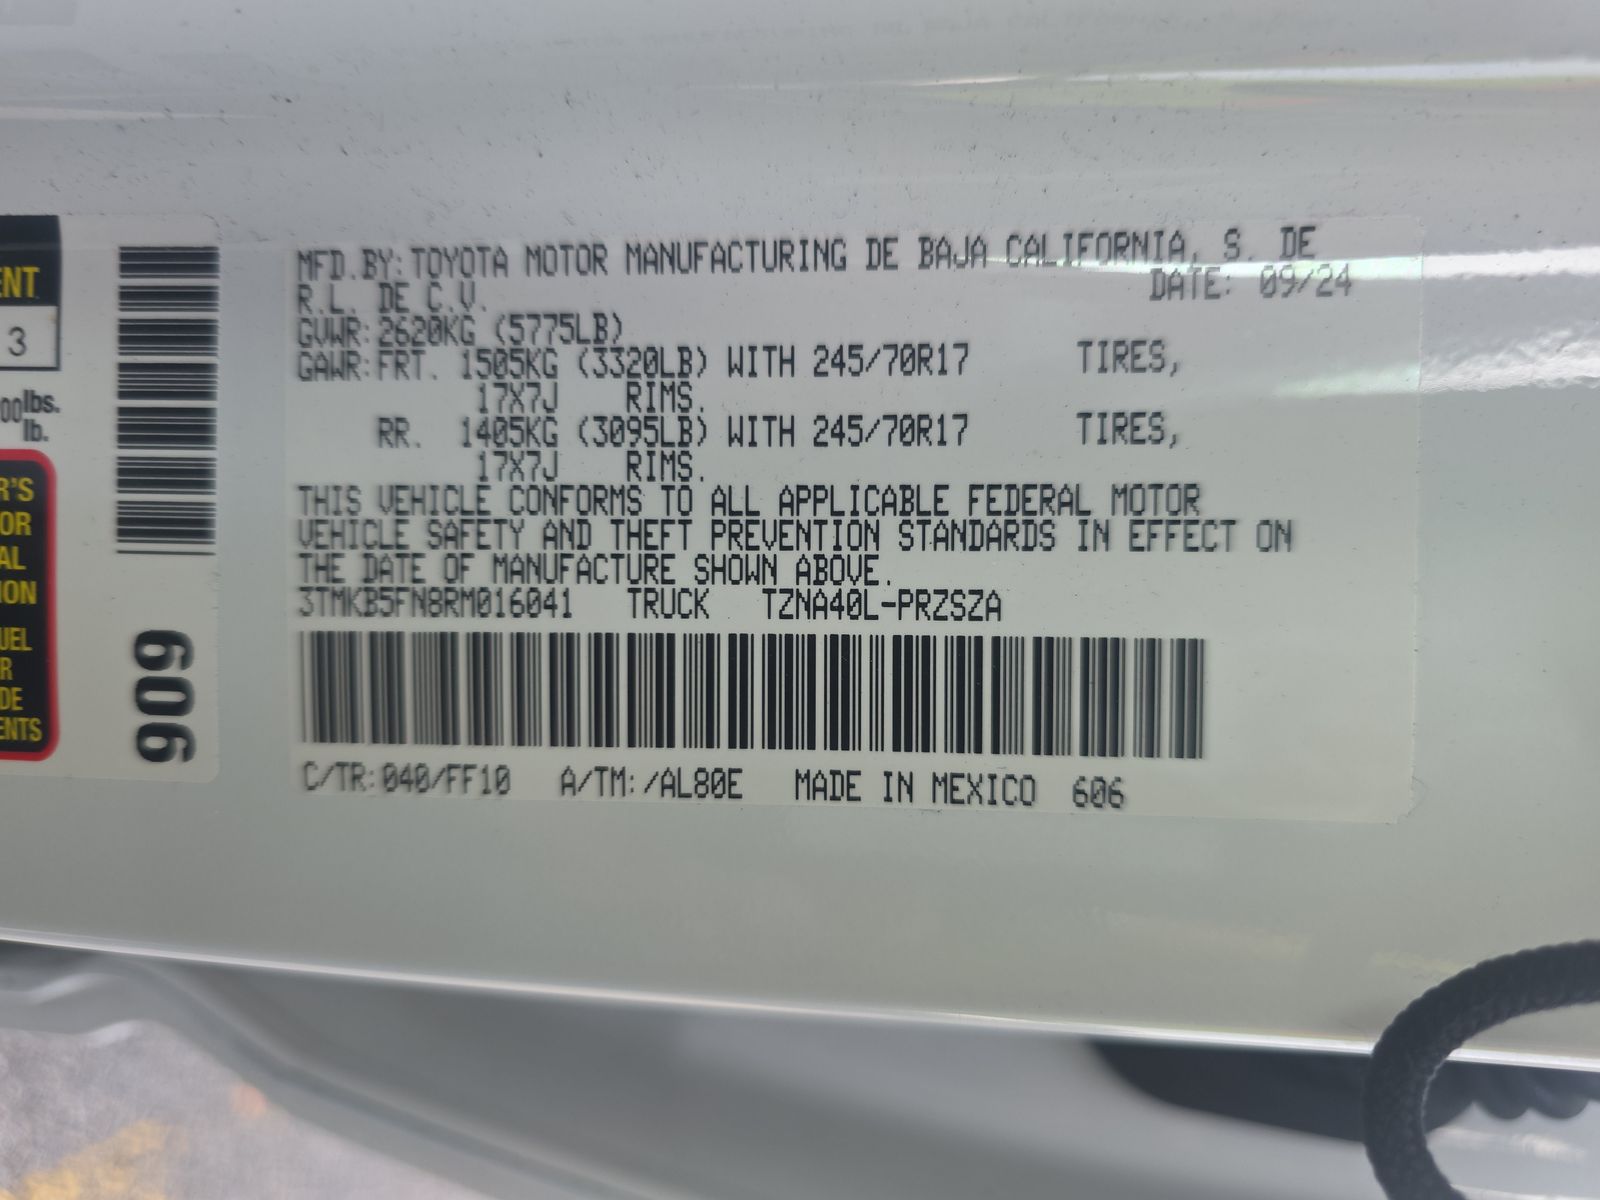 MFD.BY:TOYOTA MOTOR MANUFACTURING DE BAJA CALIFORNIA, S. DE
R.L. DE C.V. DATE: 09/24
GVWR:2620KG (5775LB)
GAWR:FRT. 1505KG (3320LB) WITH 245/70R17 TIRES,
17X7J RIMS.
RR. 1405KG (3095LB) WITH 245/70R17 TIRES,
17X7J RIMS.
THIS VEHICLE CONFORMS TO ALL APPLICABLE FEDERAL MOTOR
VEHICLE SAFETY AND THEFT PREVENTION STANDARDS IN EFFECT ON
THE DATE OF MANUFACTURE SHOWN ABOVE.
3TMKB5FN8RM016041 TRUCK TZNA40L-PRZSZA
C/TR:040/FF10 A/TM:/AL80E MADE IN MEXICO 606
909
3
lbs.
lb.